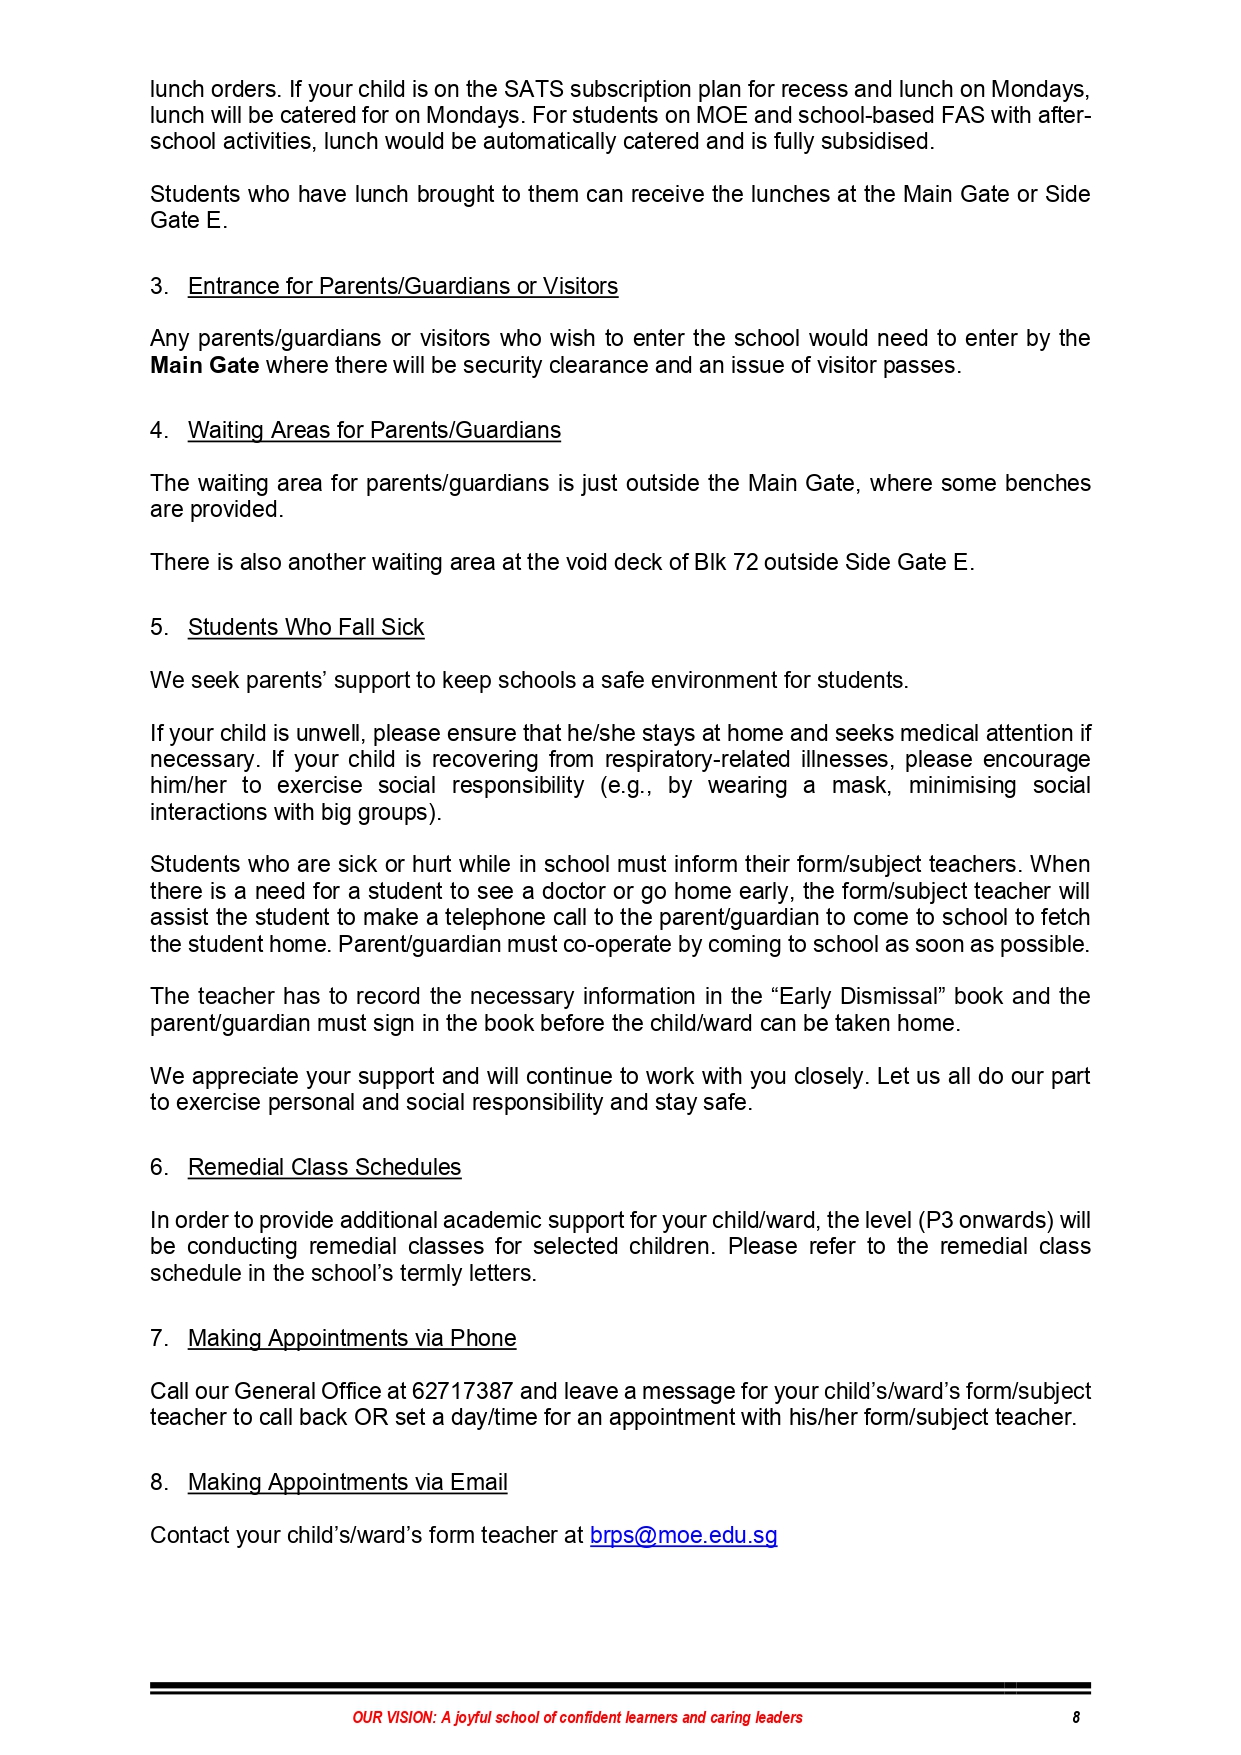 lunch orders. If your child is on the SATS subscription plan for recess and lunch on Mondays,
lunch will be catered for on Mondays. For students on MOE and school-based FAS with after-
school activities, lunch would be automatically catered and is fully subsidised.
Students who have lunch brought to them can receive the lunches at the Main Gate or Side
Gate E.
3. Entrance for Parents/Guardians or Visitors
Any parents/guardians or visitors who wish to enter the school would need to enter by the
Main Gate where there will be security clearance and an issue of visitor passes.
4. Waiting Areas for Parents/Guardians
The waiting area for parents/guardians is just outside the Main Gate, where some benches
are provided.
There is also another waiting area at the void deck of Blk 72 outside Side Gate E.
5. Students Who Fall Sick
We seek parents’ support to keep schools a safe environment for students.
If your child is unwell, please ensure that he/she stays at home and seeks medical attention if
necessary. If your child is recovering from respiratory-related illnesses, please encourage
him/her to exercise social responsibility (e.g., by wearing a mask, minimising social
interactions with big groups).
Students who are sick or hurt while in school must inform their form/subject teachers. When
there is a need for a student to see a doctor or go home early, the form/subject teacher will
assist the student to make a telephone call to the parent/guardian to come to school to fetch
the student home. Parent/guardian must co-operate by coming to school as soon as possible.
The teacher has to record the necessary information in the “Early Dismissal” book and the
parent/guardian must sign in the book before the child/ward can be taken home.
We appreciate your support and will continue to work with you closely. Let us all do our part
to exercise personal and social responsibility and stay safe.
6. Remedial Class Schedules
In order to provide additional academic support for your child/ward, the level (P3 onwards) will
be conducting remedial classes for selected children. Please refer to the remedial class
schedule in the school’s termly letters.
7. Making Appointments via Phone
Call our General Office at 62717387 and leave a message for your child’s/ward’s form/subject
teacher to call back OR set a day/time for an appointment with his/her form/subject teacher.
8. Making Appointments via Email
Contact your child’s/ward’s form teacher at brps@moe.edu.sg
OUR VISION: A joyful school of confident learners and caring leaders 8